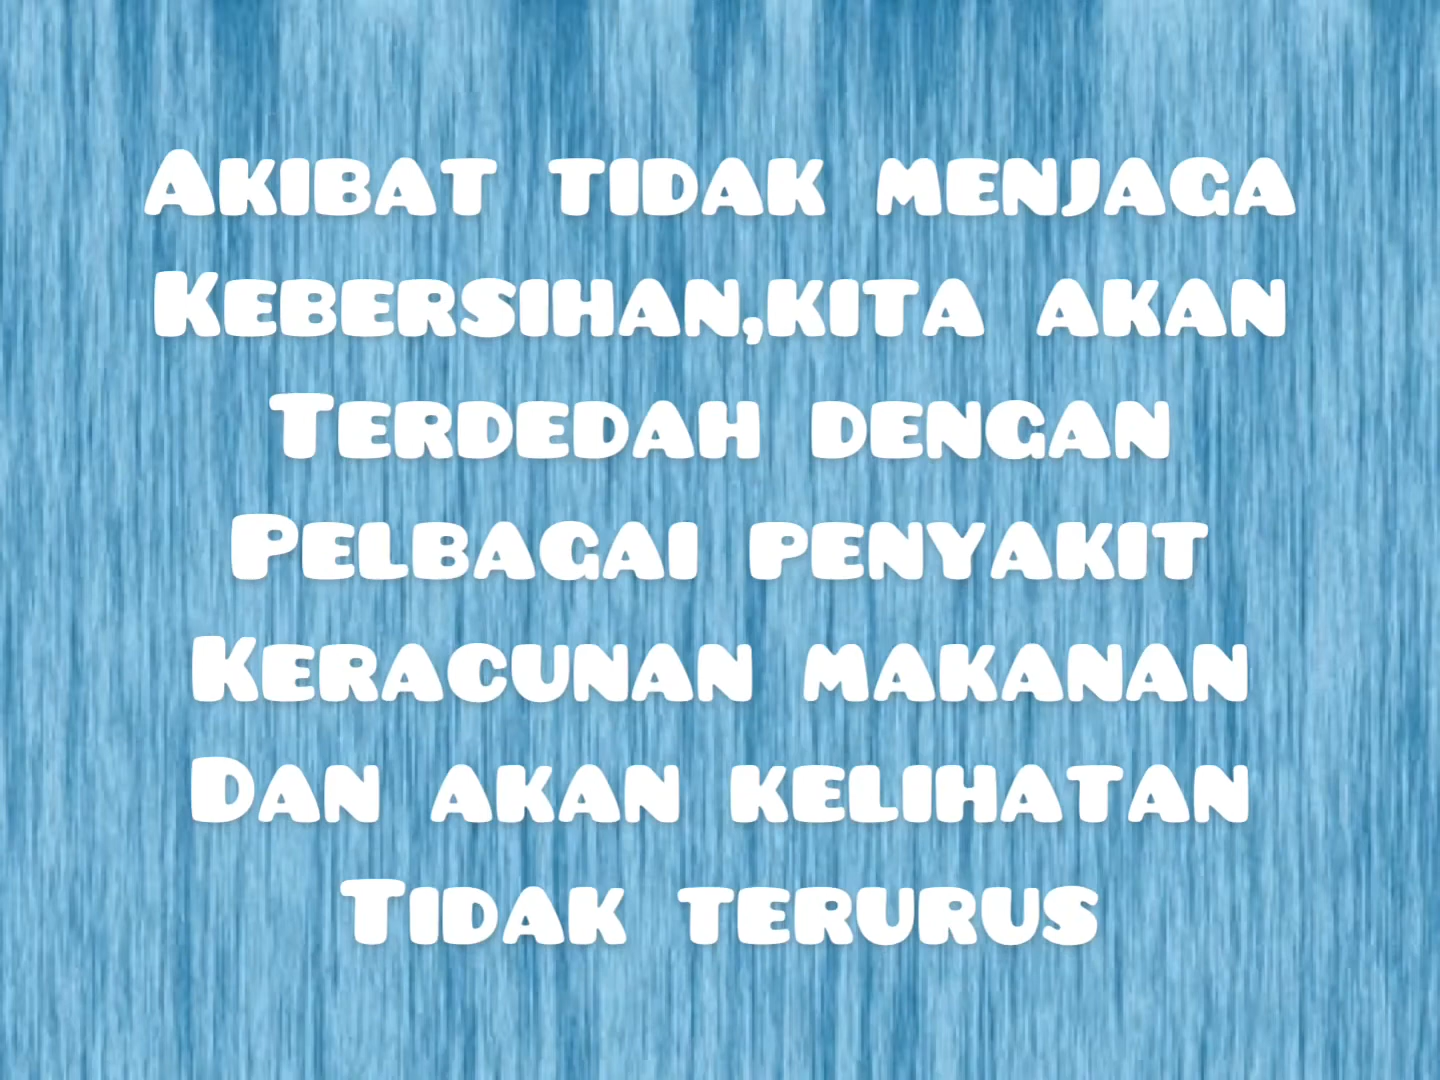 Akibat tidak menjaga
Kebersihan,kita akan
Terdedah dengan
Pelbagai penyakit
Keracunan makanan
Dan akan kelihatan
Tidak terurus